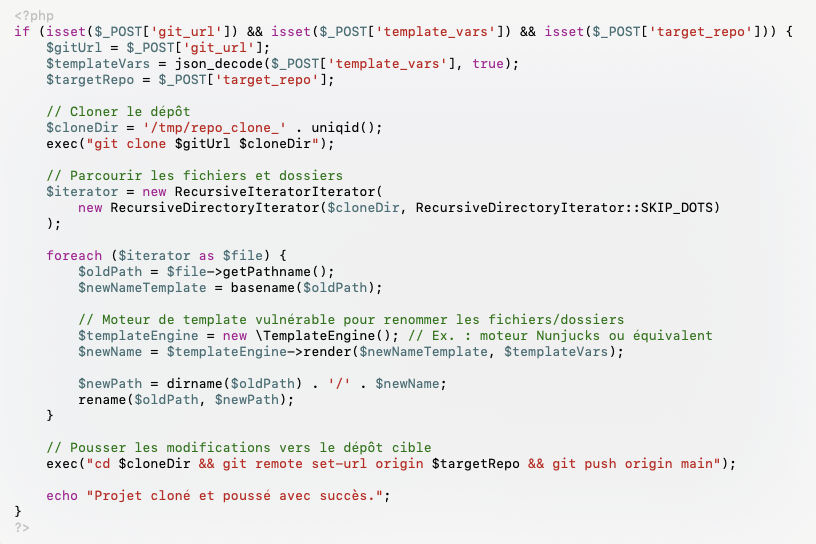 <?php
if (isset($_POST['git_url']) && isset($_POST['template_vars']) && isset($_POST['target_repo'])) {
    $gitUrl = $_POST['git_url'];
    $templateVars = json_decode($_POST['template_vars'], true);
    $targetRepo = $_POST['target_repo'];

    // Cloner le dépôt
    $cloneDir = '/tmp/repo_clone_' . uniqid();
    exec("git clone $gitUrl $cloneDir");

    // Parcourir les fichiers et dossiers
    $iterator = new RecursiveIteratorIterator(
        new RecursiveDirectoryIterator($cloneDir, RecursiveDirectoryIterator::SKIP_DOTS)
    );

    foreach ($iterator as $file) {
        $oldPath = $file->getPathname();
        $newNameTemplate = basename($oldPath);

        // Moteur de template vulnérable pour renommer les fichiers/dossiers
        $templateEngine = new \TemplateEngine(); // Ex. : moteur Nunjucks ou équivalent
        $newName = $templateEngine->render($newNameTemplate, $templateVars);

        $newPath = dirname($oldPath) . '/' . $newName;
        rename($oldPath, $newPath);
    }

    // Pousser les modifications vers le dépôt cible
    exec("cd $cloneDir && git remote set-url origin $targetRepo && git push origin main");

    echo "Projet cloné et poussé avec succès.";
}
?>